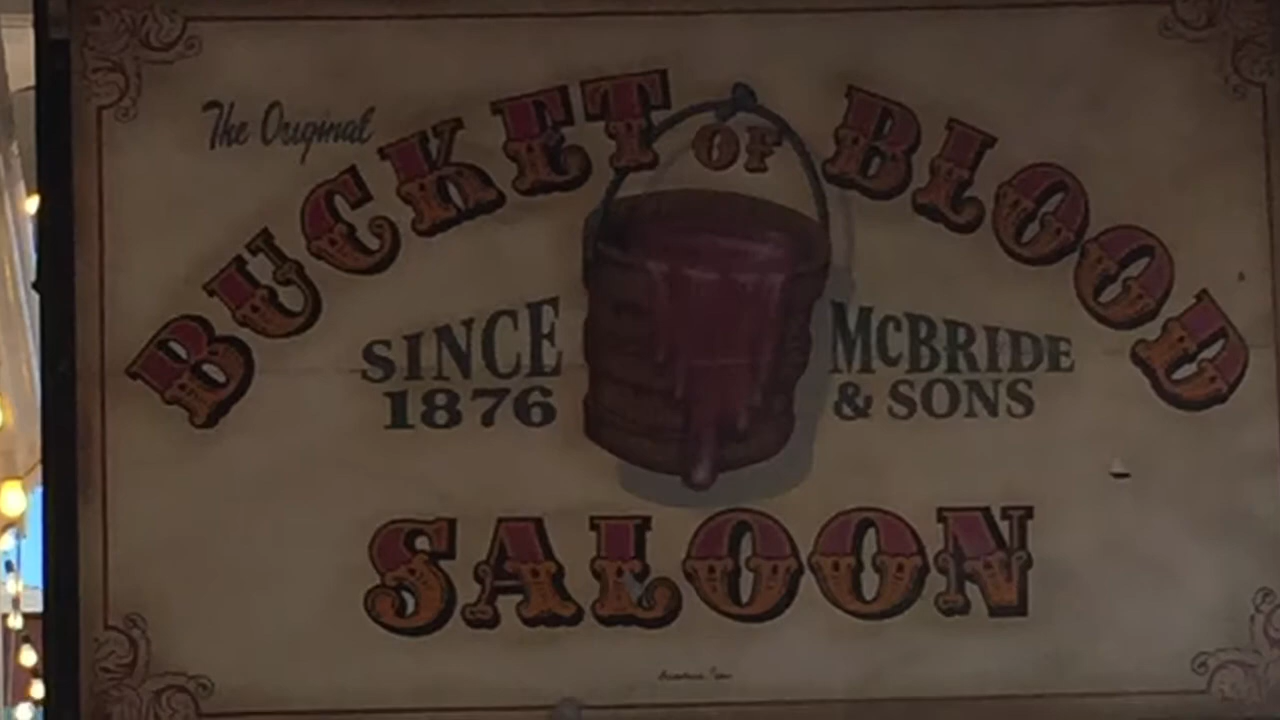 The Original
BUCKET OF BLOOD
SINCE
1876
McBRIDE
& SONS
SALOON